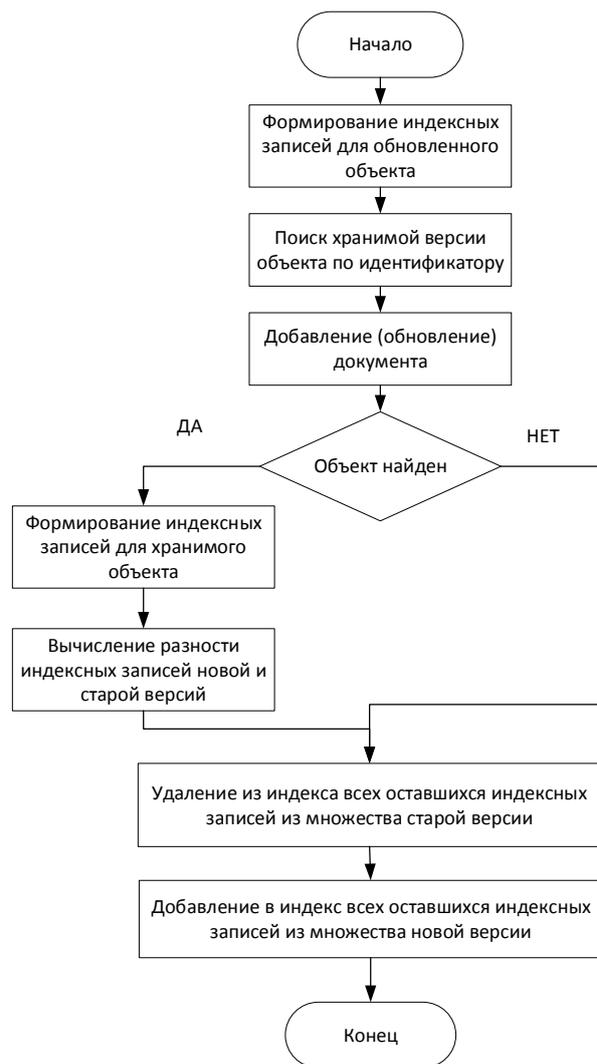 Начало
Формирование индексных
записей для обновленного
объекта
Поиск хранимой версии
объекта по идентификатору
Добавление (обновление)
документа
ДА
НЕТ
Объект найден
Формирование индексных
записей для хранимого
объекта
Вычисление разности
индексных записей новой и
старой версий
Удаление из индекса всех оставшихся индексных
записей из множества старой версии
Добавление в индекс всех оставшихся индексных
записей из множества новой версии
Конец